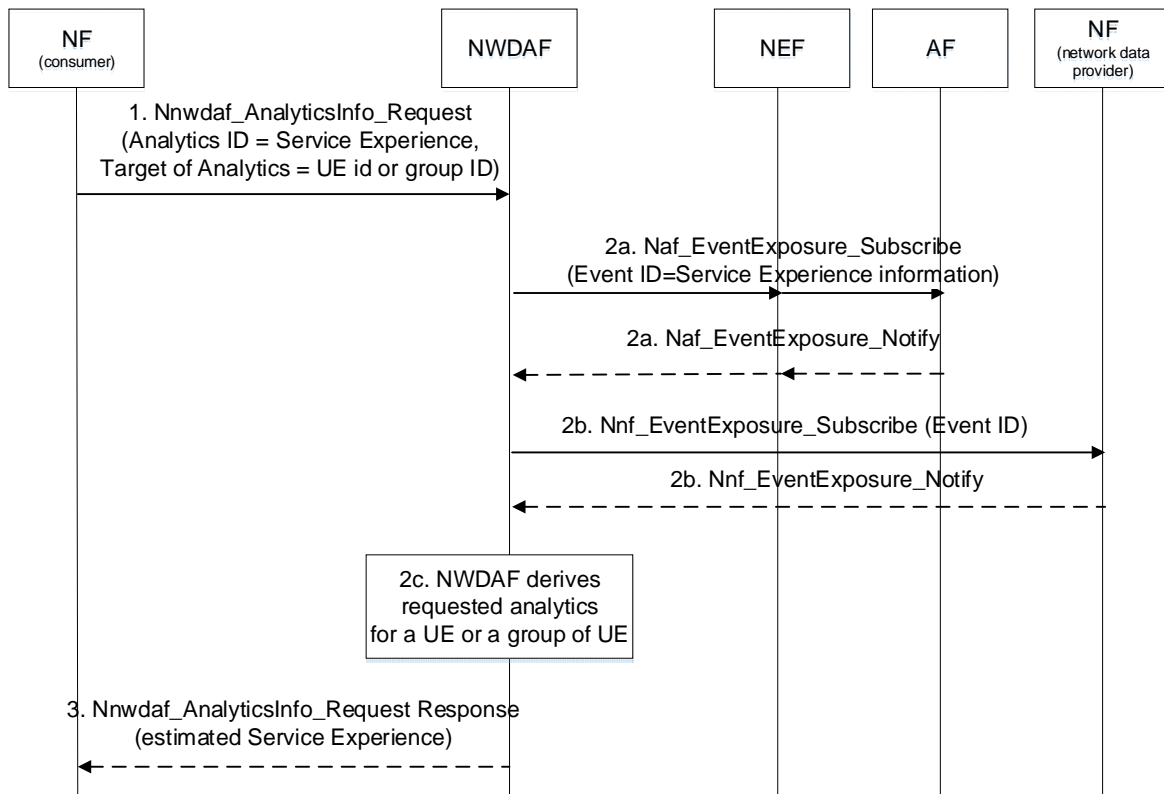 NF
(consumer)
NWDAF
NEF
AF
NF
(network data
provider)
1. Nnwdaf_AnalyticsInfo_Request
(Analytics ID = Service Experience,
Target of Analytics = UE id or group ID)
2a. Naf_EventExposure_Subscribe
(Event ID=Service Experience information)
2a. Naf_EventExposure_Notify
2b. Nnf_EventExposure_Subscribe (Event ID)
2b. Nnf_EventExposure_Notify
2c. NWDAF derives
requested analytics
for a UE or a group of UE
3. Nnwdaf_AnalyticsInfo_Request Response
(estimated Service Experience)